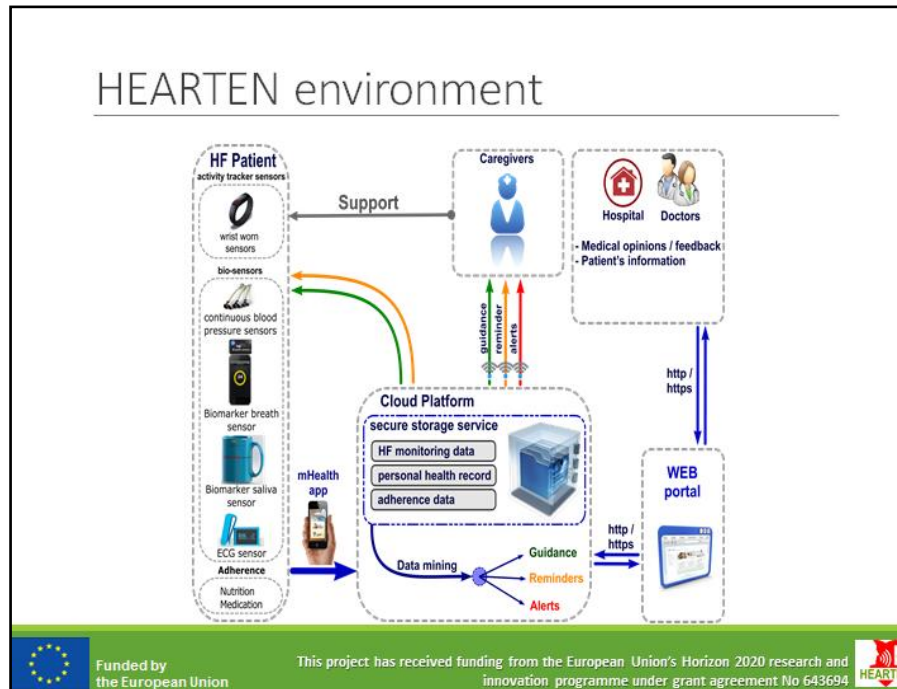 HEARTEN environment
HF Patient
activity tracker sensors
wrist worn
sensors
bio-sensors
continuous blood
pressure sensors
Biomarker breath
sensor
Biomarker saliva
sensor
ECG sensor
Adherence
Nutrition
Medication
Support
mHealth
app
Caregivers
guidance
reminder
alerts
Cloud Platform
secure storage service
HF monitoring data
personal health record
adherence data
Data mining
Guidance
Reminders
Alerts
Hospital
Doctors
- Medical opinions / feedback
- Patient's information
http /
https
http /
https
WEB
portal
Funded by
the European Union
This project has received funding from the European Union's Horizon 2020 research and
innovation programme under grant agreement No 643694
HEARTEN